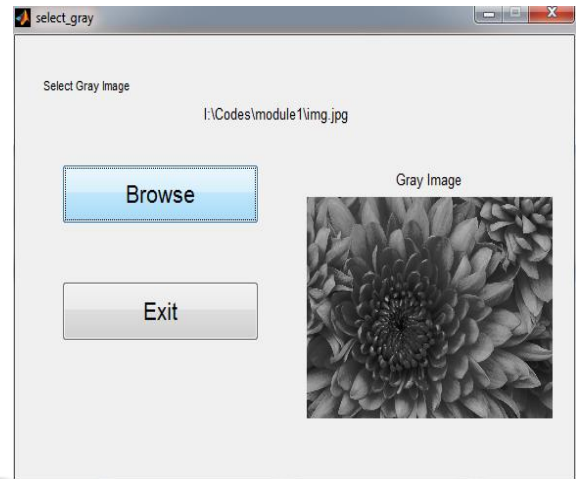 select_gray
Select Gray Image
I:\Codes\module1\img.jpg
Browse
Gray Image
Exit